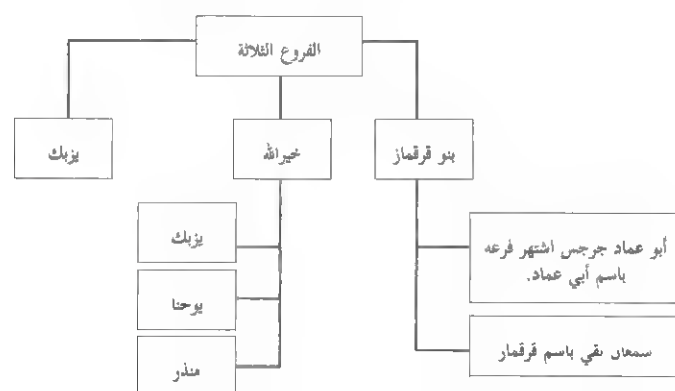 الفروع الثلاثة
بنو قرقماز
خيرالله
يزبك
أبو عماد جرجس اشتهر فرعه
باسم أبي عماد.
سمعان بقي باسم قرقمار
يزبك
يوحنا
منذر